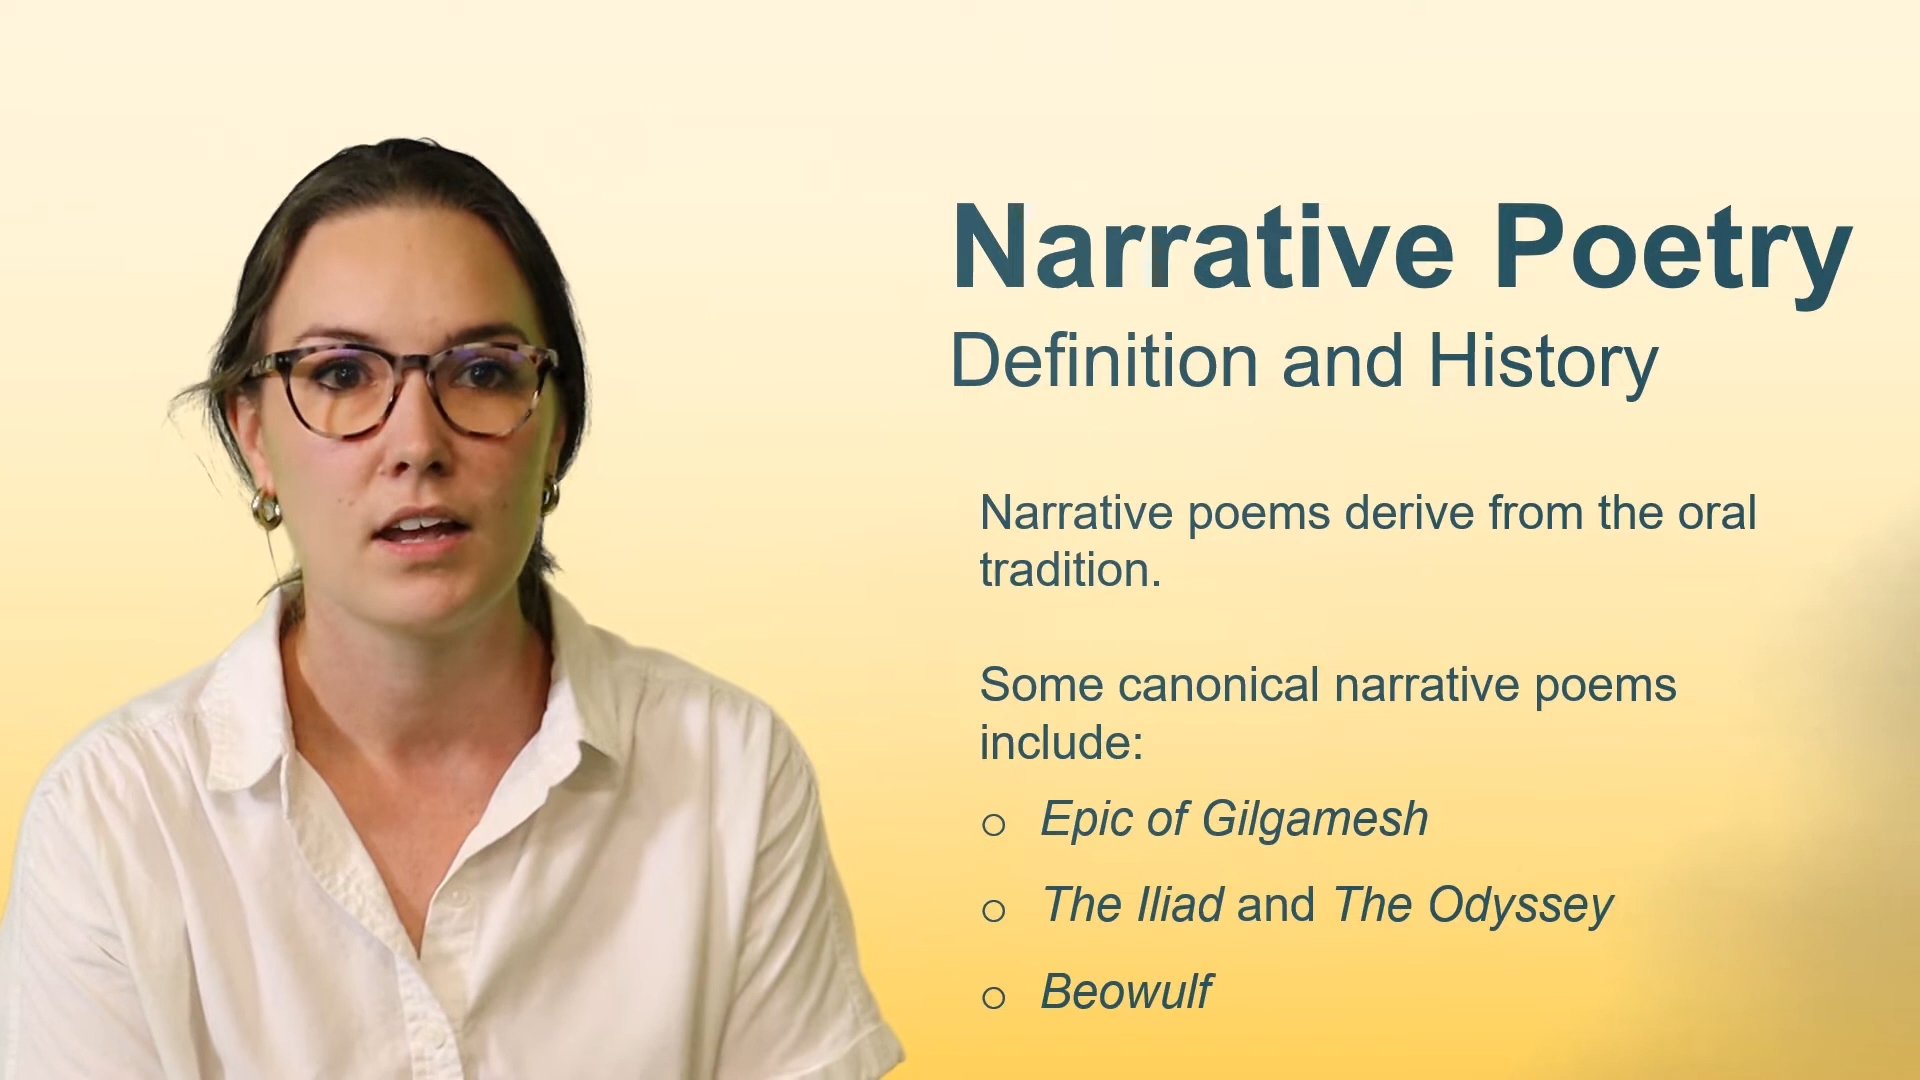 Narrative Poetry
Definition and History
Narrative poems derive from the oral
tradition.
Some canonical narrative poems
include:
○ Epic of Gilgamesh
○ The Iliad and The Odyssey
○ Beowulf